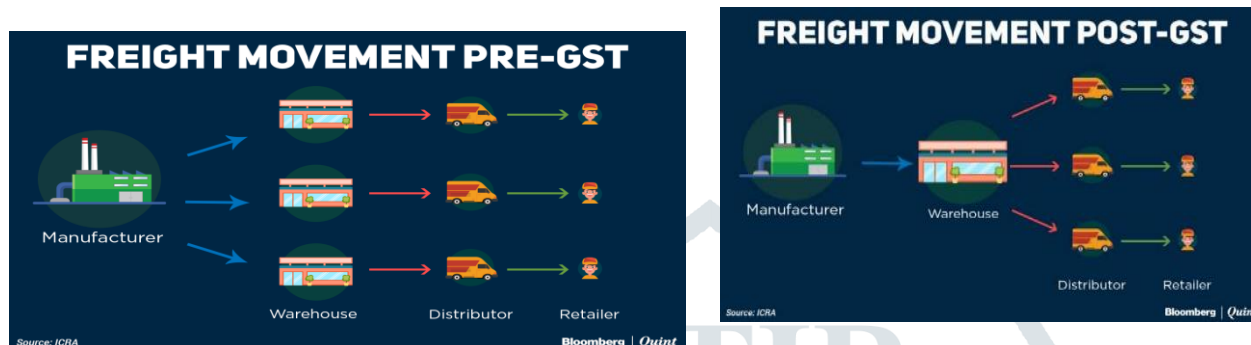 FREIGHT MOVEMENT PRE-GST
Manufacturer
Warehouse
Distributor
Retailer
Source: ICRA
Bloomberg | Quint
FREIGHT MOVEMENT POST-GST
Manufacturer
Warehouse
Distributor
Retailer
Source: ICRA
Bloomberg | Quint